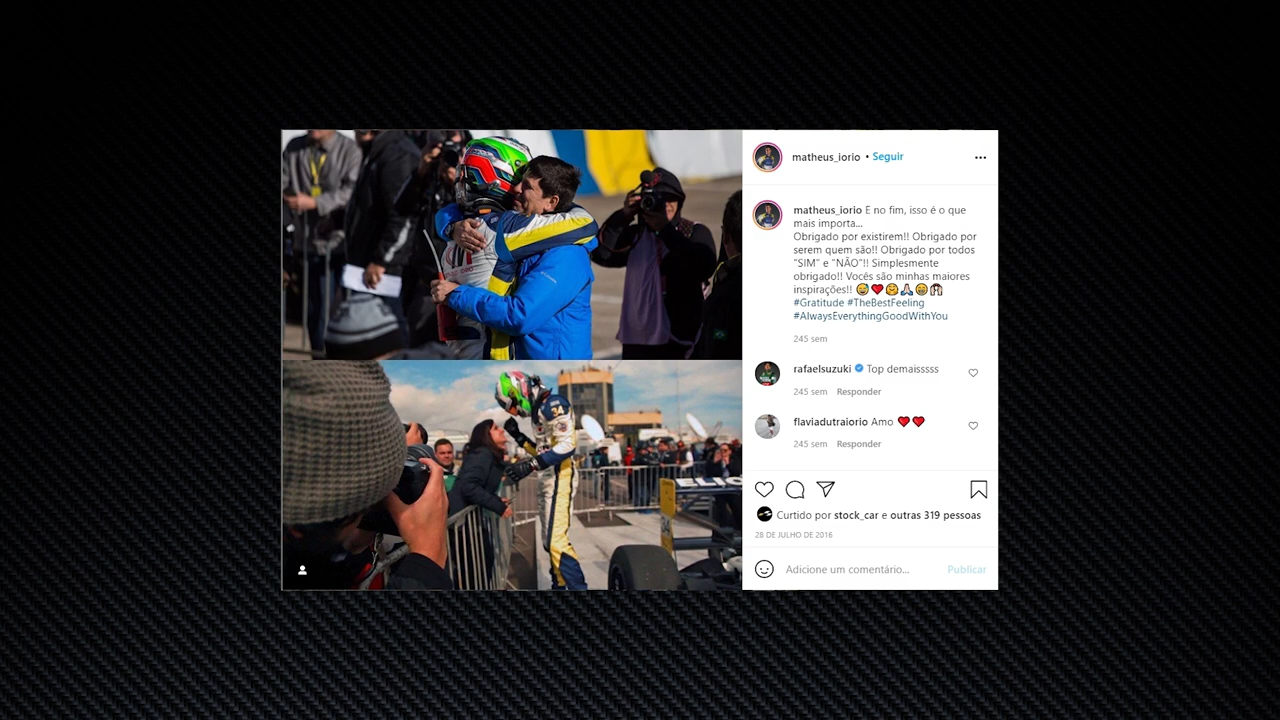 matheus_iorio • Seguir
matheus_iorio E no fim, isso é o que
mais importa...
Obrigado por existirem!! Obrigado por
serem quem são!! Obrigado por todos
"SIM" e "NÃO"!! Simplesmente
obrigado!! Vocês são minhas maiores
inspirações!! 😅❤️🤗🙏🏻😁🙌🏻
#Gratitude #TheBestFeeling
#AlwaysEverythingGoodWithYou
245 sem
rafaelsuzuki Top demaisssss
245 sem Responder
flaviadutraiorio Amo ❤️❤️
245 sem Responder
Curtido por stock_car e outras 319 pessoas
28 DE JULHO DE 2016
Adicione um comentário... Publicar
34